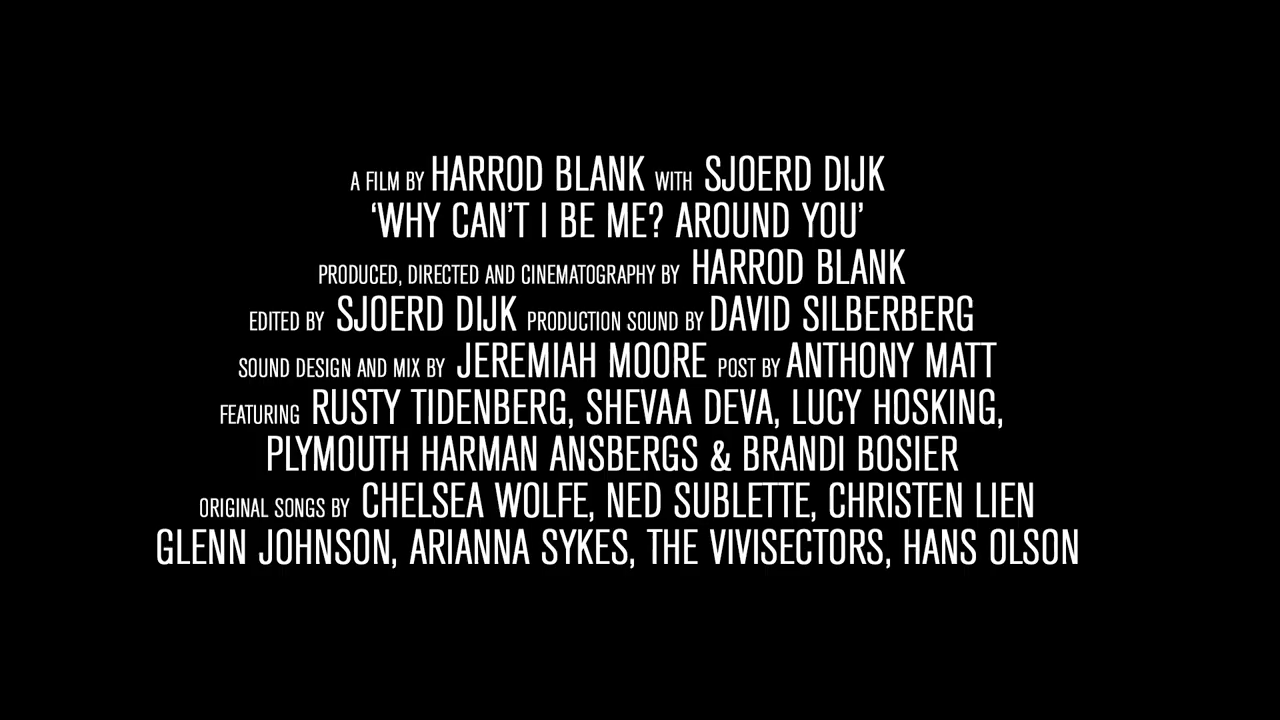 A FILM BY HARROD BLANK WITH SJOERD DIJK
‘WHY CAN’T I BE ME? AROUND YOU’
PRODUCED, DIRECTED AND CINEMATOGRAPHY BY HARROD BLANK
EDITED BY SJOERD DIJK PRODUCTION SOUND BY DAVID SILBERBERG
SOUND DESIGN AND MIX BY JEREMIAH MOORE POST BY ANTHONY MATT
FEATURING RUSTY TIDENBERG, SHEVAA DEVA, LUCY HOSKING,
PLYMOUTH HARMAN ANSBERGS & BRANDI BOSIER
ORIGINAL SONGS BY CHELSEA WOLFE, NED SUBLETTE, CHRISTEN LIEN
GLENN JOHNSON, ARIANNA SYKES, THE VIVISECTORS, HANS OLSON